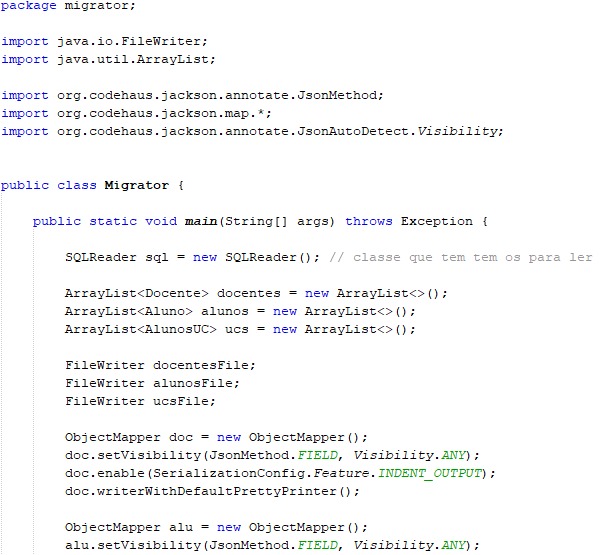 package migrator;
import java.io.FileWriter;
import java.util.ArrayList;
import org.codehaus.jackson.annotate.JsonMethod;
import org.codehaus.jackson.map.*;
import org.codehaus.jackson.annotate.JsonAutoDetect.Visibility;
public class Migrator {
public static void main(String[] args) throws Exception {
SQLReader sql = new SQLReader(); // classe que tem tem os para ler
ArrayList<Docente> docentes = new ArrayList<>();
ArrayList<Aluno> alunos = new ArrayList<>();
ArrayList<AlunosUC> ucs = new ArrayList<>();
FileWriter docentesFile;
FileWriter alunosFile;
FileWriter ucsFile;
ObjectMapper doc = new ObjectMapper();
doc.setVisibility(JsonMethod.FIELD, Visibility.ANY);
doc.enable(SerializationConfig.Feature.INDENT_OUTPUT);
doc.writerWithDefaultPrettyPrinter();
ObjectMapper alu = new ObjectMapper();
alu.setVisibility(JsonMethod.FIELD, Visibility.ANY);